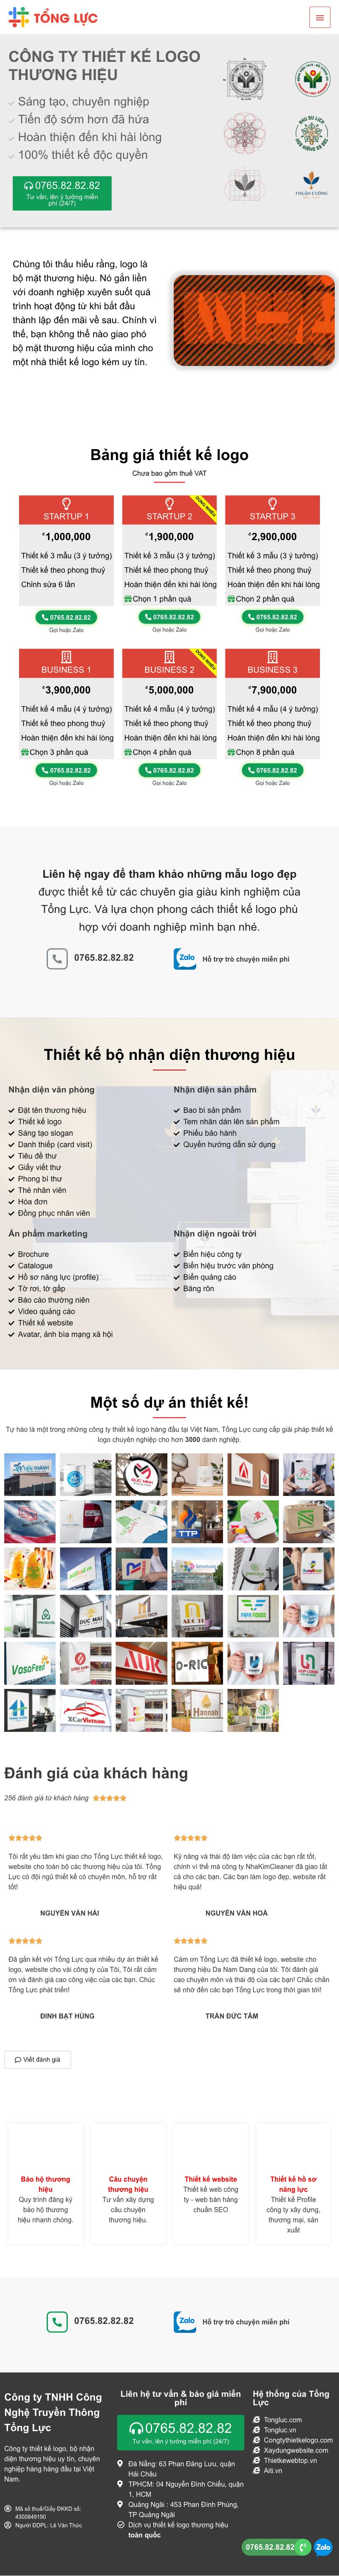 TỔNG LỰC
CÔNG TY THIẾT KẾ LOGO
THƯƠNG HIỆU
Sáng tạo, chuyên nghiệp
Tiến độ sớm hơn đã hứa
Hoàn thiện đến khi hài lòng
100% thiết kế độc quyền
0765.82.82.82
Tư vấn, lên ý tưởng miễn
phí (24/7)
Chúng tôi thấu hiểu rằng, logo là
bộ mặt thương hiệu. Nó gắn liền
với doanh nghiệp xuyên suốt quá
trình hoạt động từ khi bắt đầu
thành lập đến mãi về sau. Chính vì
thế, bạn không thể nào giao phó
bộ mặt thương hiệu của mình cho
một nhà thiết kế logo kém uy tín.
Bảng giá thiết kế logo
Chưa bao gồm thuế VAT
STARTUP 1
đ1,000,000
Thiết kế 3 mẫu (3 ý tưởng)
Thiết kế theo phong thuỷ
Chỉnh sửa 6 lần
0765.82.82.82
Gọi hoặc Zalo
STARTUP 2
DÙNG NHIỀU
đ1,900,000
Thiết kế 3 mẫu (3 ý tưởng)
Thiết kế theo phong thuỷ
Hoàn thiện đến khi hài lòng
Chọn 1 phần quà
0765.82.82.82
Gọi hoặc Zalo
STARTUP 3
đ2,900,000
Thiết kế 3 mẫu (3 ý tưởng)
Thiết kế theo phong thuỷ
Hoàn thiện đến khi hài lòng
Chọn 2 phần quà
0765.82.82.82
Gọi hoặc Zalo
BUSINESS 1
đ3,900,000
Thiết kế 4 mẫu (4 ý tưởng)
Thiết kế theo phong thuỷ
Hoàn thiện đến khi hài lòng
Chọn 3 phần quà
0765.82.82.82
Gọi hoặc Zalo
BUSINESS 2
DÙNG NHIỀU
đ5,000,000
Thiết kế 4 mẫu (4 ý tưởng)
Thiết kế theo phong thuỷ
Hoàn thiện đến khi hài lòng
Chọn 4 phần quà
0765.82.82.82
Gọi hoặc Zalo
BUSINESS 3
đ7,900,000
Thiết kế 4 mẫu (4 ý tưởng)
Thiết kế theo phong thuỷ
Hoàn thiện đến khi hài lòng
Chọn 8 phần quà
0765.82.82.82
Gọi hoặc Zalo
Liên hệ ngay để tham khảo những mẫu logo đẹp
được thiết kế từ các chuyên gia giàu kinh nghiệm của
Tổng Lực. Và lựa chọn phong cách thiết kế logo phù
hợp với doanh nghiệp mình bạn nhé.
0765.82.82.82
Zalo
Hỗ trợ trò chuyện miễn phí
Thiết kế bộ nhận diện thương hiệu
Nhận diện văn phòng
Đặt tên thương hiệu
Thiết kế logo
Sáng tạo slogan
Danh thiếp (card visit)
Tiêu đề thư
Giấy viết thư
Phong bì thư
Thẻ nhân viên
Hóa đơn
Đồng phục nhân viên
Nhận diện sản phẩm
Bao bì sản phẩm
Tem nhãn dán lên sản phẩm
Phiếu bảo hành
Quyển hướng dẫn sử dụng
Ấn phẩm marketing
Brochure
Catalogue
Hồ sơ năng lực (profile)
Tờ rơi, tờ gấp
Báo cáo thường niên
Video quảng cáo
Thiết kế website
Avatar, ảnh bìa mạng xã hội
Nhận diện ngoài trời
Biển hiệu công ty
Biển hiệu trước văn phòng
Biển quảng cáo
Băng rôn
Một số dự án thiết kế!
Tự hào là một trong những công ty thiết kế logo hàng đầu tại Việt Nam, Tổng Lực cung cấp giải pháp thiết kế
logo chuyên nghiệp cho hơn 3000 danh nghiệp.
TTP
DUC MAI
FAFA FOODS
VasoFeed
AUK
O-RICH
HOP LONG
XCarVietnam
Hannah
Đánh giá của khách hàng
256 đánh giá từ khách hàng
Tôi rất yêu tâm khi giao cho Tổng Lực thiết kế logo,
website cho toàn bộ các thương hiệu của tôi. Tổng
Lực có đội ngũ thiết kế có chuyên môn, hỗ trợ rất
tốt!
NGUYỄN VĂN HẢI
Kỹ năng và thái độ làm việc của các bạn rất tốt,
chính vì thế mà công ty NhaKimCleaner đã giao tất
cả cho các bạn. Các bạn làm logo đẹp, website rất
hiệu quả!
NGUYỄN VĂN HOÀ
Đã gắn kết với Tổng Lực qua nhiều dự án thiết kế
logo, website cho vài công ty của Tôi, Tôi rất cảm
ơn và đánh giá cao công việc của các bạn. Chúc
Tổng Lực phát triển!
ĐINH BẠT HÙNG
Cảm ơn Tổng Lực đã thiết kế logo, website cho
thương hiệu Da Nam Dang của tôi. Tôi đánh giá
cao chuyên môn và thái độ của các bạn! Chắc chắn
sẽ nhờ đến các bạn Tổng Lực trong thời gian tới!
TRẦN ĐỨC TÂM
Viết đánh giá
Bảo hộ thương
hiệu
Quy trình đăng ký
bảo hộ thương
hiệu nhanh chóng.
Câu chuyện
thương hiệu
Tư vấn xây dựng
câu chuyện
thương hiệu.
Thiết kế website
Thiết kế web công
ty - web bán hàng
chuẩn SEO
Thiết kế hồ sơ
năng lực
Thiết kế Profile
công ty xây dựng,
thương mại, sản
xuất
0765.82.82.82
Zalo
Hỗ trợ trò chuyện miễn phí
Công ty TNHH Công
Nghệ Truyền Thông
Tổng Lực
Công ty thiết kế logo, bộ nhận
diện thương hiệu uy tín, chuyên
nghiệp hàng hàng đầu tại Việt
Nam.
Mã số thuế/Giấy ĐKKD số:
4300849190
Người ĐDPL: Lê Văn Thức
Liên hệ tư vấn & báo giá miễn
phí
0765.82.82.82
Tư vấn, lên ý tưởng miễn phí (24/7)
Đà Nẵng: 63 Phan Đăng Lưu, quận
Hải Châu
TPHCM: 04 Nguyễn Đình Chiểu, quận
1, HCM
Quảng Ngãi : 453 Phan Đình Phùng,
TP Quảng Ngãi
Dịch vụ thiết kế logo thương hiệu
toàn quốc
Hệ thống của Tổng
Lực
Tongluc.com
Tongluc.vn
Congtythietkelogo.com
Xaydungwebsite.com
Thietkewebtop.vn
Aiti.vn
0765.82.82.82
Zalo